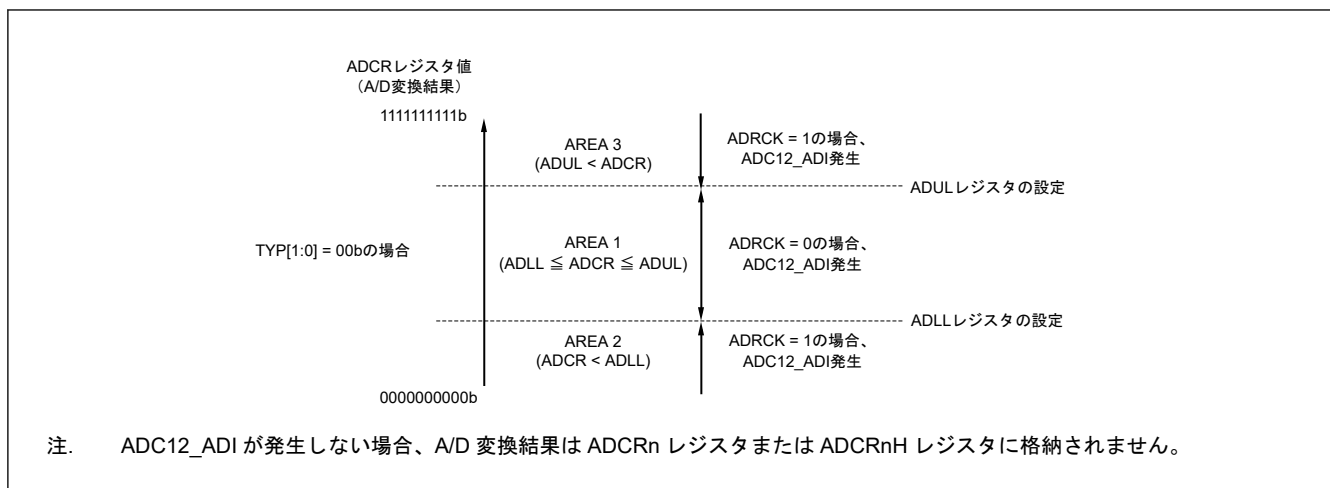 ADCRレジスタ値
（A/D変換結果）
1111111111b
AREA 3
(ADUL < ADCR)
ADRCK = 1の場合、
ADC12_ADI発生
ADULレジスタの設定
TYP[1:0] = 00bの場合
AREA 1
(ADLL ≦ ADCR ≦ ADUL)
ADRCK = 0の場合、
ADC12_ADI発生
ADLLレジスタの設定
AREA 2
(ADCR < ADLL)
ADRCK = 1の場合、
ADC12_ADI発生
0000000000b
注. ADC12_ADI が発生しない場合、A/D 変換結果は ADCRn レジスタまたは ADCRnH レジスタに格納されません。